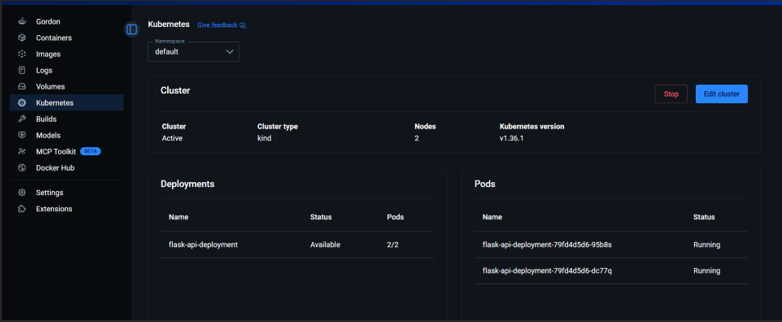 Gordon
Containers
Images
Logs
Volumes
Kubernetes
Builds
Models
MCP Toolkit BETA
Docker Hub
Settings
Extensions
Kubernetes Give feedback
Namespace
default
Cluster Stop Edit cluster
Cluster Cluster type Nodes Kubernetes version
Active kind 2 v1.36.1
Deployments
Name Status Pods
flask-api-deployment Available 2/2
Pods
Name Status
flask-api-deployment-79fd4d5d6-95b8s Running
flask-api-deployment-79fd4d5d6-dc77q Running